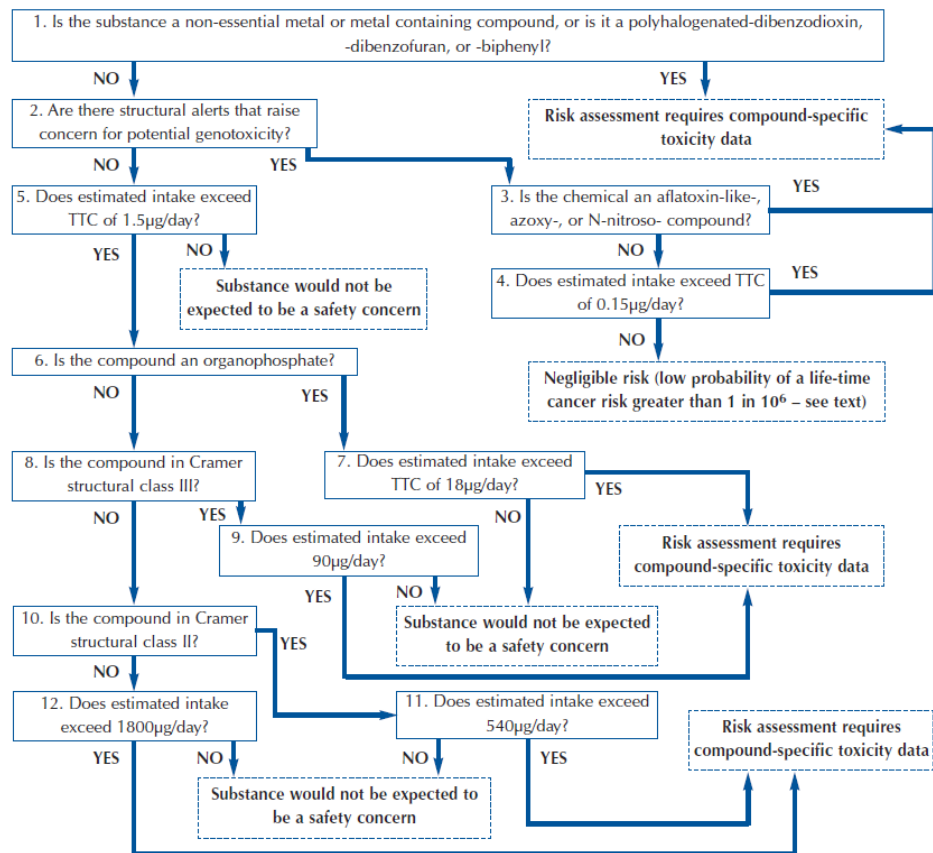 1. Is the substance a non-essential metal or metal containing compound, or is it a polyhalogenated-dibenzodioxin,
-dibenzofuran, or -biphenyl?
NO
YES
2. Are there structural alerts that raise
concern for potential genotoxicity?
Risk assessment requires compound-specific
toxicity data
NO
YES
5. Does estimated intake exceed
TTC of 1.5µg/day?
3. Is the chemical an aflatoxin-like-,
azoxy-, or N-nitroso- compound?
YES
YES
NO
NO
Substance would not be
expected to be a safety concern
4. Does estimated intake exceed TTC
of 0.15µg/day?
YES
NO
6. Is the compound an organophosphate?
Negligible risk (low probability of a life-time
cancer risk greater than 1 in 10⁶ – see text)
NO
YES
8. Is the compound in Cramer
structural class III?
7. Does estimated intake exceed
TTC of 18µg/day?
YES
NO
YES
NO
9. Does estimated intake exceed
90µg/day?
Risk assessment requires
compound-specific toxicity data
YES
NO
10. Is the compound in Cramer
structural class II?
Substance would not be expected
to be a safety concern
YES
NO
12. Does estimated intake
exceed 1800µg/day?
11. Does estimated intake exceed
540µg/day?
Risk assessment requires
compound-specific toxicity data
YES
NO
NO
YES
Substance would not be expected to
be a safety concern